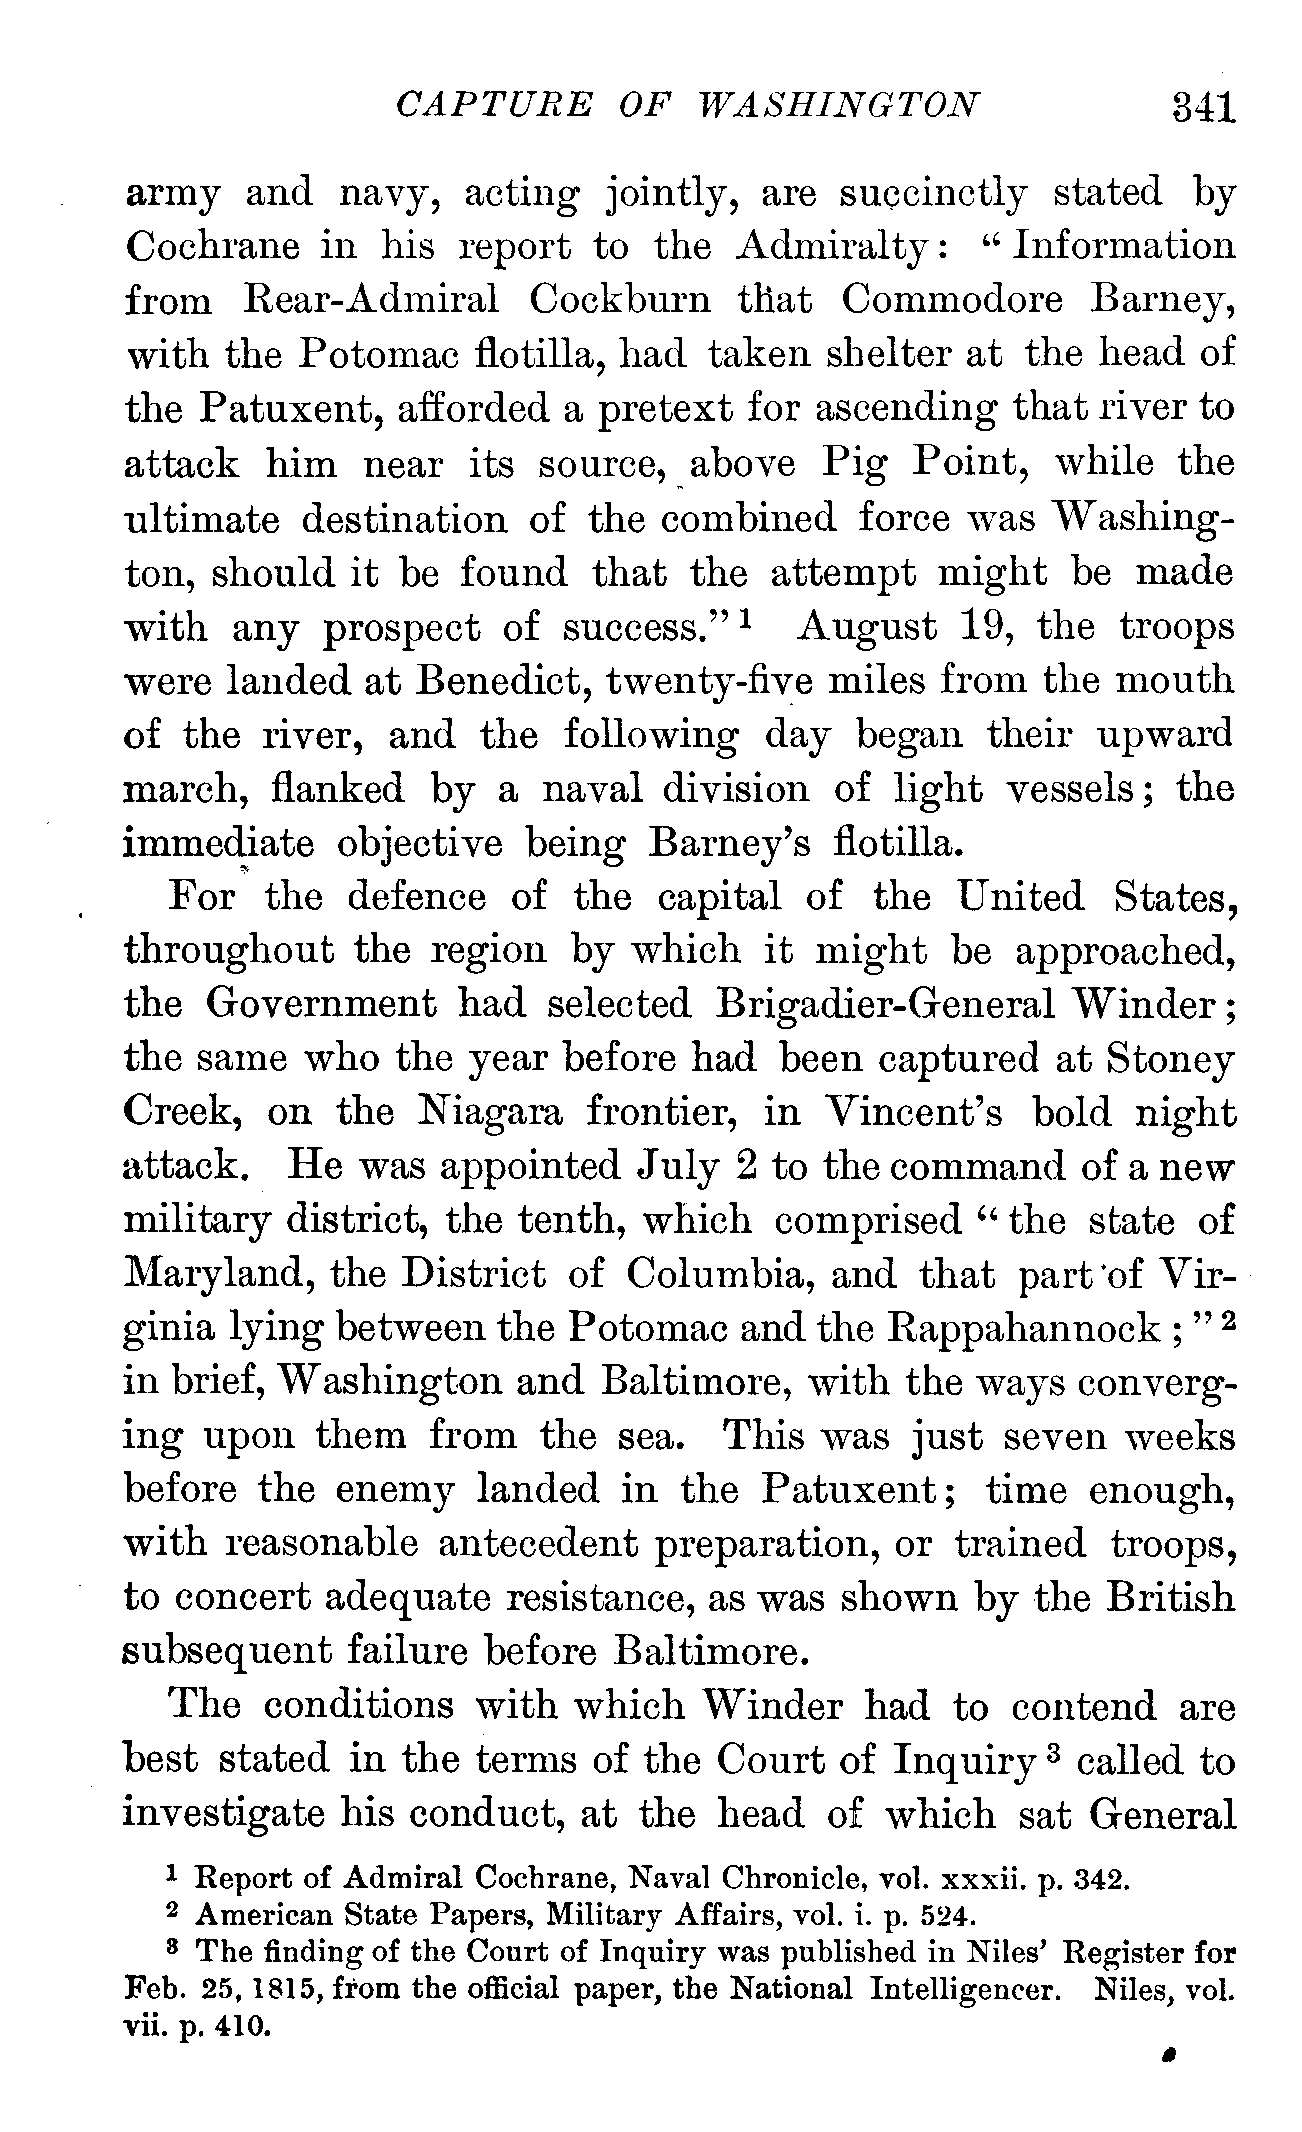 CAPTURE OF WASHINGTON 341
army and navy, acting jointly, are succinctly stated by
Cochrane in his report to the Admiralty: “ Information
from Rear-Admiral Cockburn that Commodore Barney,
with the Potomac flotilla, had taken shelter at the head of
the Patuxent, afforded a pretext for ascending that river to
attack him near its source, above Pig Point, while the
ultimate destination of the combined force was Washing-
ton, should it be found that the attempt might be made
with any prospect of success.” ¹ August 19, the troops
were landed at Benedict, twenty-five miles from the mouth
of the river, and the following day began their upward
march, flanked by a naval division of light vessels; the
immediate objective being Barney’s flotilla.
For the defence of the capital of the United States,
throughout the region by which it might be approached,
the Government had selected Brigadier-General Winder;
the same who the year before had been captured at Stoney
Creek, on the Niagara frontier, in Vincent’s bold night
attack. He was appointed July 2 to the command of a new
military district, the tenth, which comprised “ the state of
Maryland, the District of Columbia, and that part of Vir-
ginia lying between the Potomac and the Rappahannock ; ” ²
in brief, Washington and Baltimore, with the ways converg-
ing upon them from the sea. This was just seven weeks
before the enemy landed in the Patuxent; time enough,
with reasonable antecedent preparation, or trained troops,
to concert adequate resistance, as was shown by the British
subsequent failure before Baltimore.
The conditions with which Winder had to contend are
best stated in the terms of the Court of Inquiry ³ called to
investigate his conduct, at the head of which sat General
¹ Report of Admiral Cochrane, Naval Chronicle, vol. xxxii. p. 342.
² American State Papers, Military Affairs, vol. i. p. 524.
³ The finding of the Court of Inquiry was published in Niles’ Register for
Feb. 25, 1815, from the official paper, the National Intelligencer. Niles, vol.
vii. p. 410.